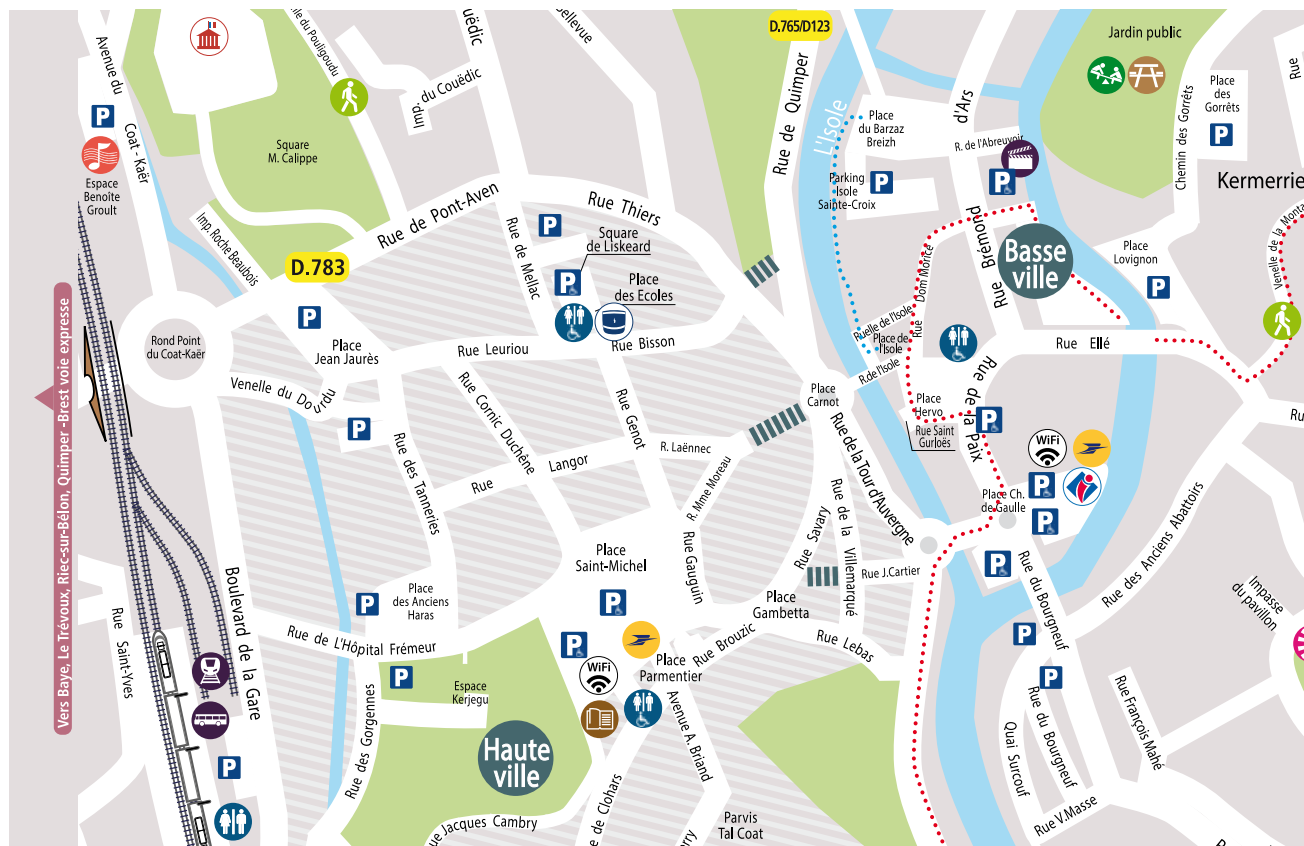 D.765/D123
Jardin public
Avenue du
Coat - Kaër
du Pouligoudu
Imp.
du Couëdic
Rue de Quimper
L'Isole
Place
du Barzaz
Breizh
d'Ars
R. de l'Abreuvoir
Chemin des Gorrêts
Place
des
Gorrêts
Rue
P
Espace
Benoîte
Groult
Square
M. Calippe
Parking
Isole
Sainte-Croix
P
P
P
Kermerrie
Imp. Roche Beaubois
Rue de Pont-Aven
Rue Thiers
Rue de Mellac
P
Square
de Liskeard
P
Place
des Ecoles
D.783
Rue Dom Morice
Rue Brémond
Basse
ville
Place
Lovignon
P
Venelle de la Monta
Vers Baye, Le Trévoux, Riec-sur-Bélon, Quimper -Brest voie expresse
Rond Point
du Coat-Kaër
P
Place
Jean Jaurès
Rue Leuriou
Rue Bisson
Ruelle de l'Isole
Place de
l'Isole
R.de l'Isole
Rue Ellé
Venelle du Dourdu
Rue Cornic Duchêne
Rue Genot
Place
Carnot
Place
Hervo
Rue Saint
Gurloës
Rue de la Paix
P
P
Rue des Tanneries
Rue Langor
R. Laënnec
R. Mme Moreau
Rue de la Tour d'Auvergne
WiFi
P
Place Ch.
de Gaulle
P
Rue des Anciens Abattoirs
Rue Savary
Rue de la Villemarqué
Rue J.Cartier
Rue Gauguin
Place
Saint-Michel
P
Place
des Anciens
Haras
P
Place
Gambetta
P
Rue du Bourgneuf
Impasse
du pavillon
Rue
Saint-Yves
Boulevard de la Gare
Rue de L'Hôpital Frémeur
P
Rue Brouzic
Rue Lebas
P
P
WiFi
Place
Parmentier
P
Espace
Kerjegu
Rue des Gorgennes
Avenue A. Briand
Haute
ville
Quai Surcouf
Rue du Bourgneuf
Rue François Mahé
P
e de Clohars
ue Jacques Cambry
Parvis
Tal Coat
Rue V.Masse